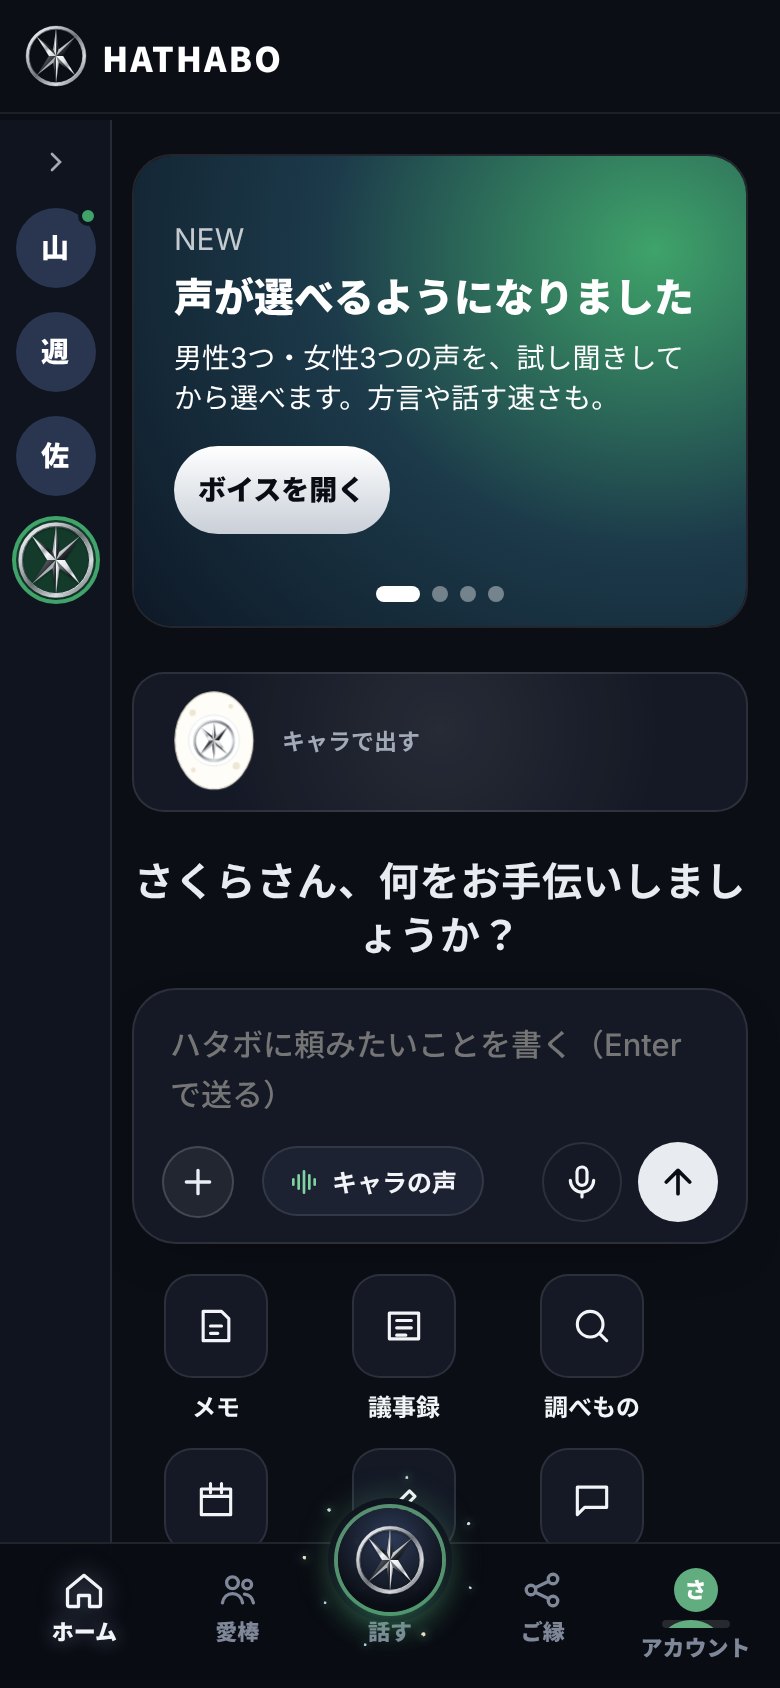 HATHABO
山
週
佐
NEW
声が選べるようになりました
男性3つ・女性3つの声を、試し聞きして
から選べます。方言や話す速さも。
ボイスを開く
キャラで出す
さくらさん、何をお手伝いしまし
ょうか？
ハタボに頼みたいことを書く（Enter
で送る）
キャラの声
メモ
議事録
調べもの
ホーム
愛棒
話す
ご縁
さ
アカウント